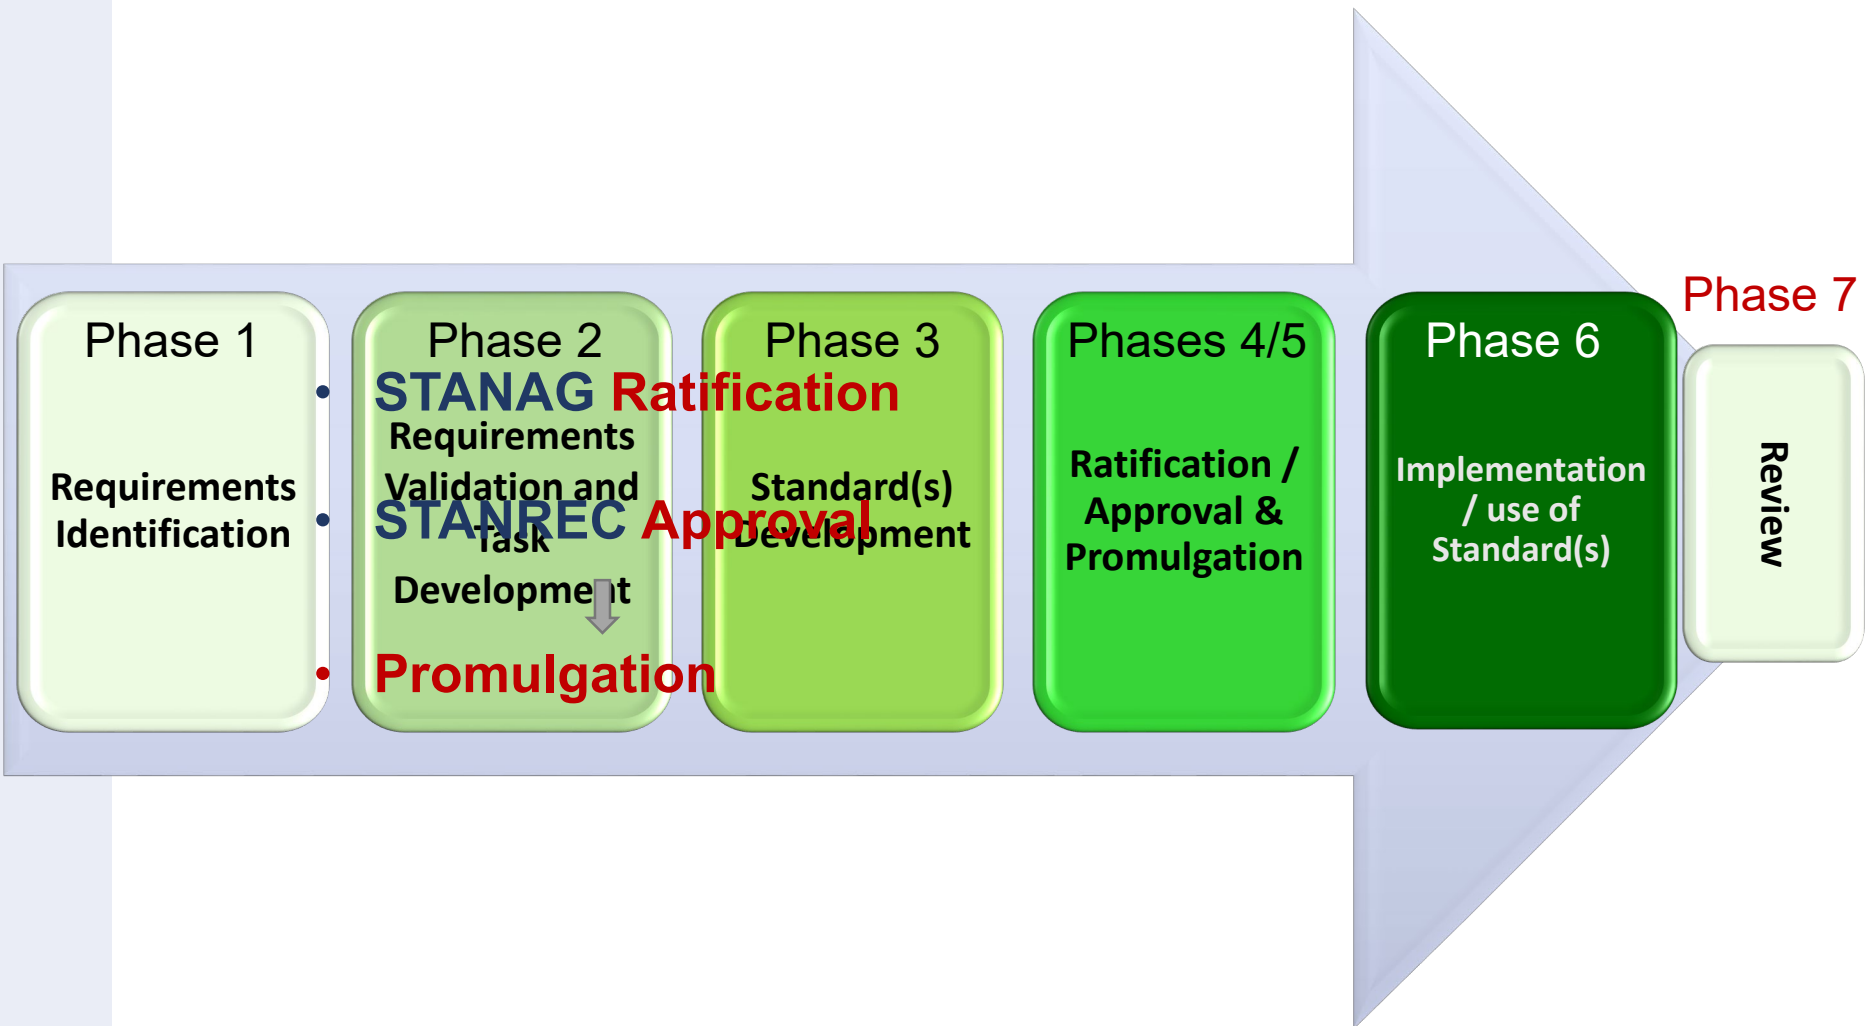 Phase 1
Requirements
Identification
Phase 2
Requirements
Validation and
Task
Development
Phase 3
Standard(s)
Development
Phases 4/5
Ratification /
Approval &
Promulgation
Phase 6
Implementation
/ use of
Standard(s)
Phase 7
Review
• STANAG Ratification
• STANREC Approval
• Promulgation